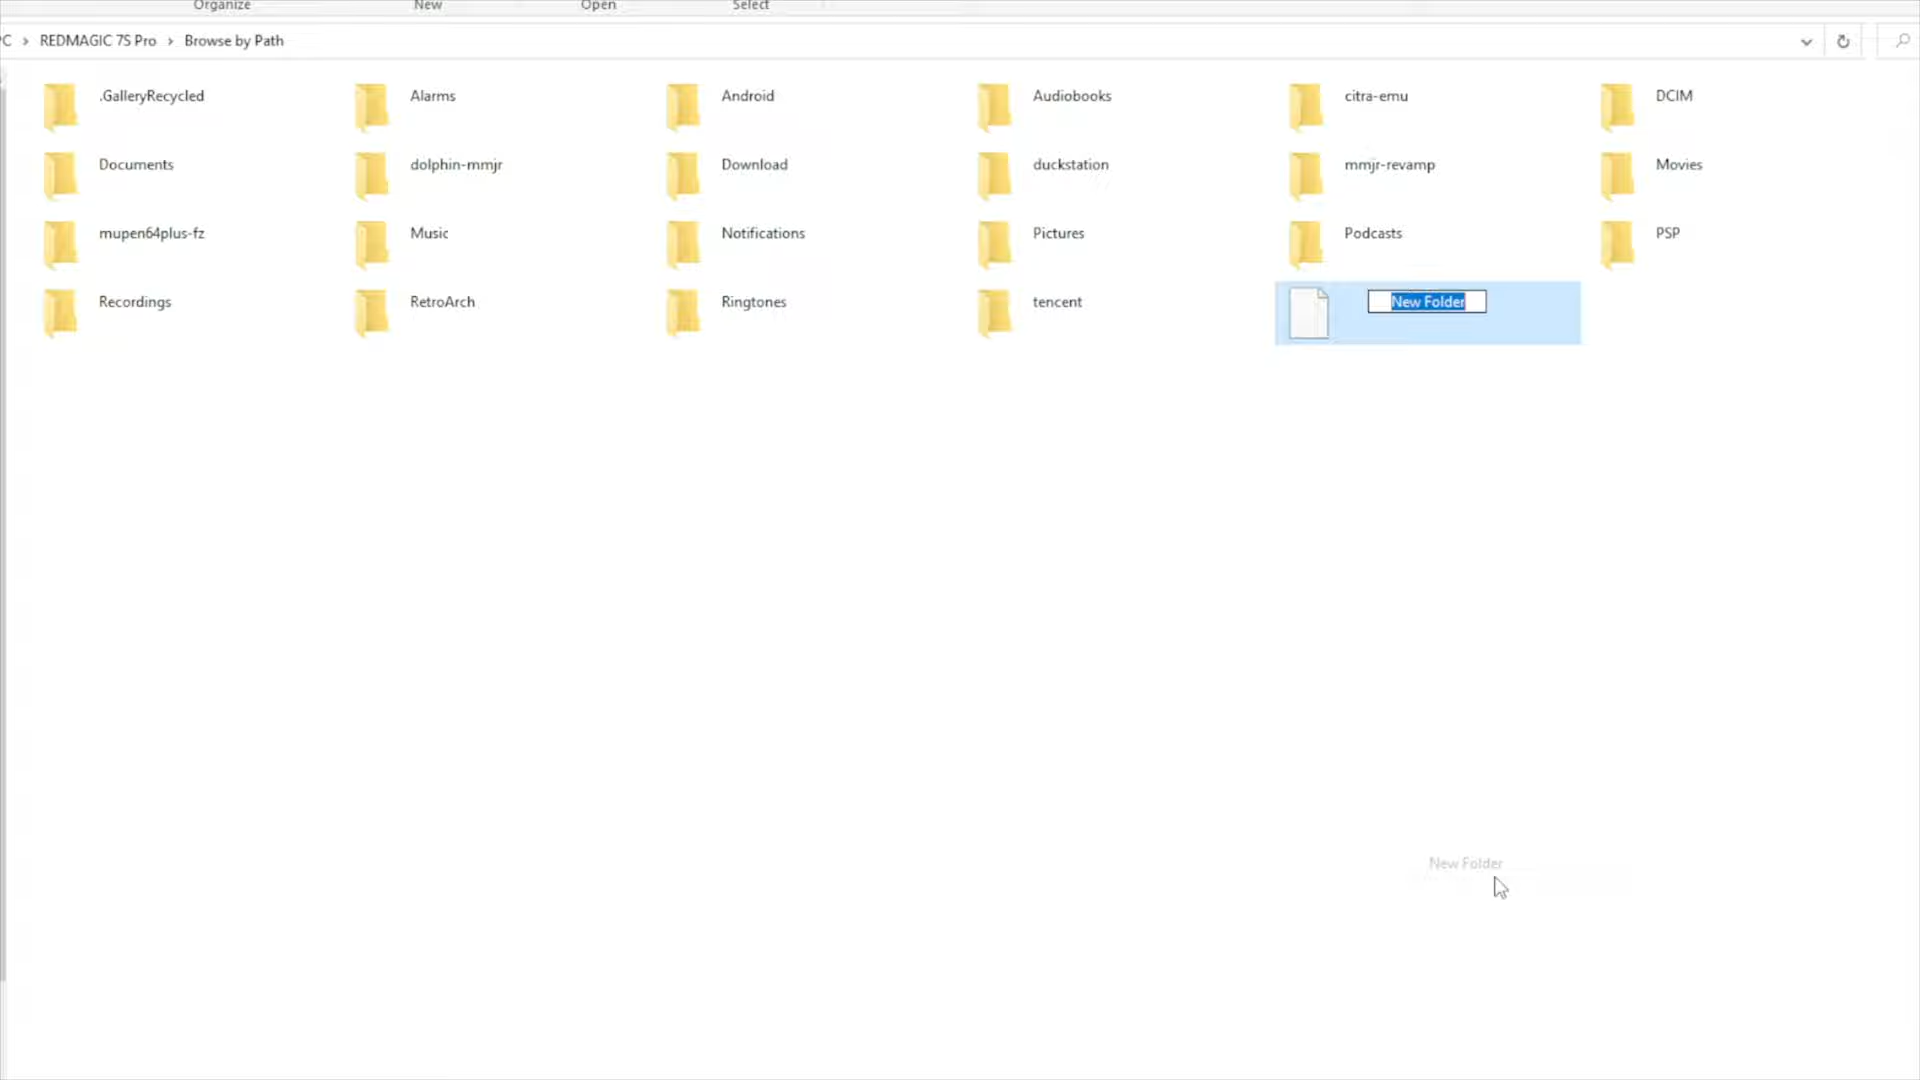 Organize New Open Select
PC > REDMAGIC 7S Pro > Browse by Path
.GalleryRecycled Alarms Android Audiobooks citra-emu DCIM
Documents dolphin-mmjr Download duckstation mmjr-revamp Movies
mupen64plus-fz Music Notifications Pictures Podcasts PSP
Recordings RetroArch Ringtones tencent New Folder
New Folder